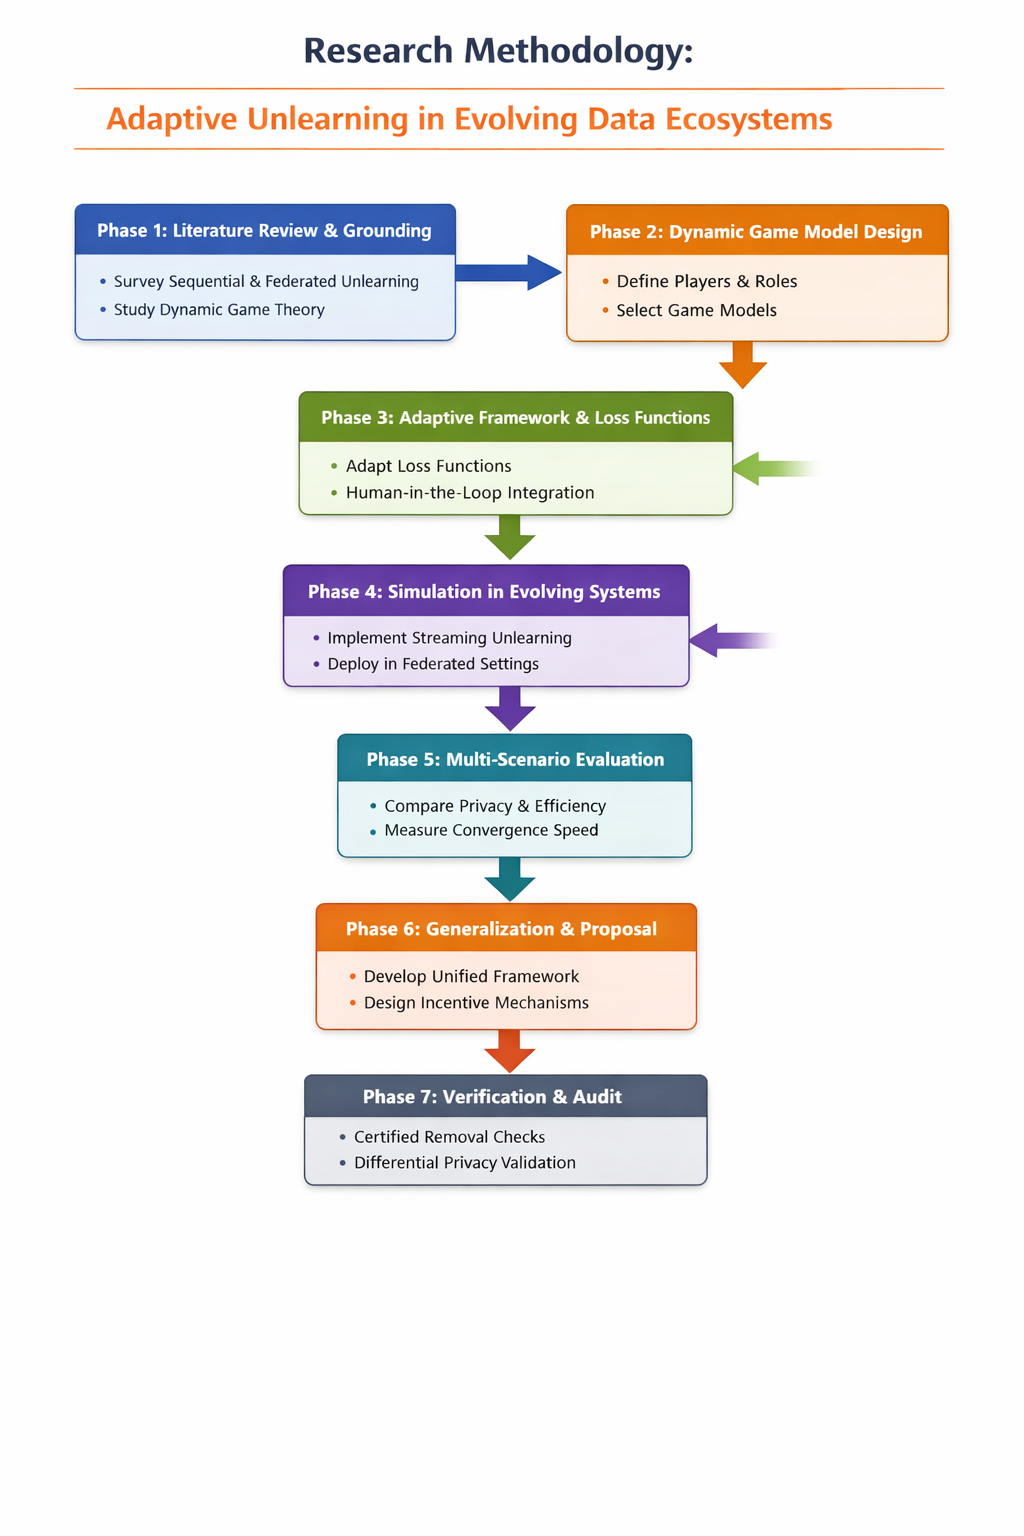 Research Methodology:
Adaptive Unlearning in Evolving Data Ecosystems
Phase 1: Literature Review & Grounding
• Survey Sequential & Federated Unlearning
• Study Dynamic Game Theory
Phase 2: Dynamic Game Model Design
• Define Players & Roles
• Select Game Models
Phase 3: Adaptive Framework & Loss Functions
• Adapt Loss Functions
• Human-in-the-Loop Integration
Phase 4: Simulation in Evolving Systems
• Implement Streaming Unlearning
• Deploy in Federated Settings
Phase 5: Multi-Scenario Evaluation
• Compare Privacy & Efficiency
• Measure Convergence Speed
Phase 6: Generalization & Proposal
• Develop Unified Framework
• Design Incentive Mechanisms
Phase 7: Verification & Audit
• Certified Removal Checks
• Differential Privacy Validation